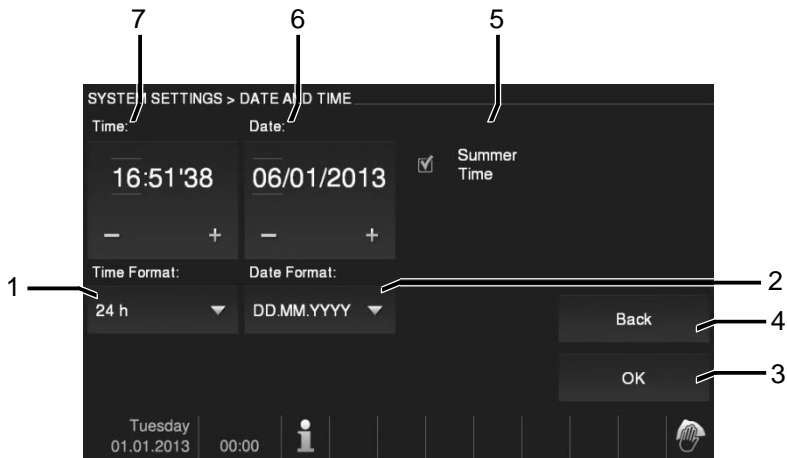 7 6 5
SYSTEM SETTINGS > DATE AND TIME
Time: Date:
16:51'38 06/01/2013 Summer
Time
– + – +
Time Format: Date Format:
1 2
24 h DD.MM.YYYY
Back 4
OK 3
Tuesday
01.01.2013 00:00